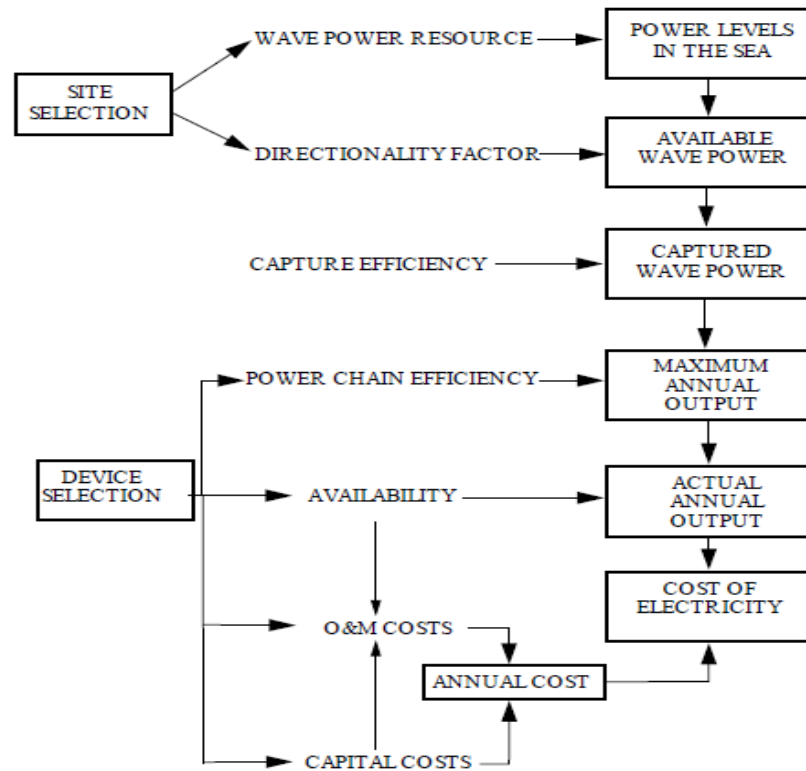 WAVE POWER RESOURCE
POWER LEVELS
IN THE SEA
SITE
SELECTION
DIRECTIONALITY FACTOR
AVAILABLE
WAVE POWER
CAPTURE EFFICIENCY
CAPTURED
WAVE POWER
POWER CHAIN EFFICIENCY
MAXIMUM
ANNUAL
OUTPUT
DEVICE
SELECTION
AVAILABILITY
ACTUAL
ANNUAL
OUTPUT
COST OF
ELECTRICITY
O&M COSTS
ANNUAL COST
CAPITAL COSTS